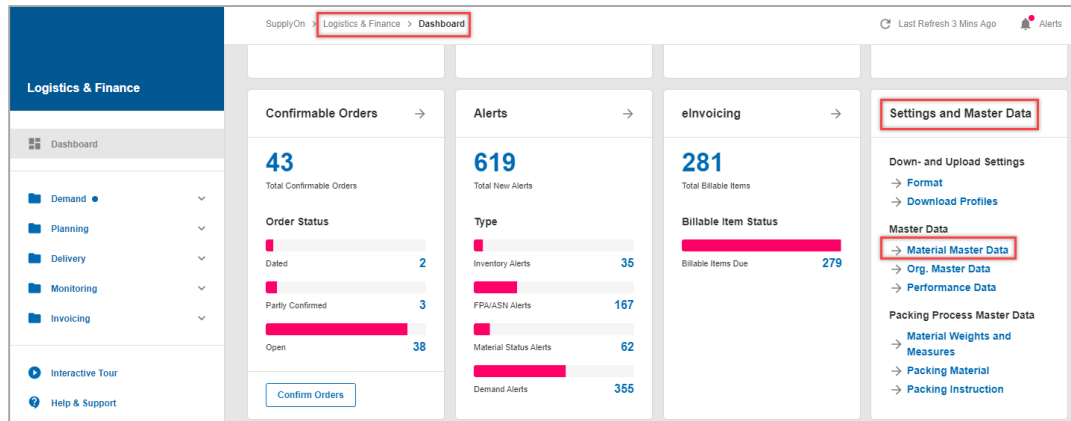 SupplyOn > Logistics & Finance > Dashboard
Last Refresh 3 Mins Ago
Alerts
Logistics & Finance
Dashboard
Demand
Planning
Delivery
Monitoring
Invoicing
Interactive Tour
Help & Support
Confirmable Orders
43
Total Confirmable Orders
Order Status
Dated 2
Partly Confirmed 3
Open 38
Confirm Orders
Alerts
619
Total New Alerts
Type
Inventory Alerts 35
FPA/ASN Alerts 167
Material Status Alerts 62
Demand Alerts 355
eInvoicing
281
Total Billable Items
Billable Item Status
Billable Items Due 279
Settings and Master Data
Down- and Upload Settings
→ Format
→ Download Profiles
Master Data
→ Material Master Data
→ Org. Master Data
→ Performance Data
Packing Process Master Data
→ Material Weights and
Measures
→ Packing Material
→ Packing Instruction